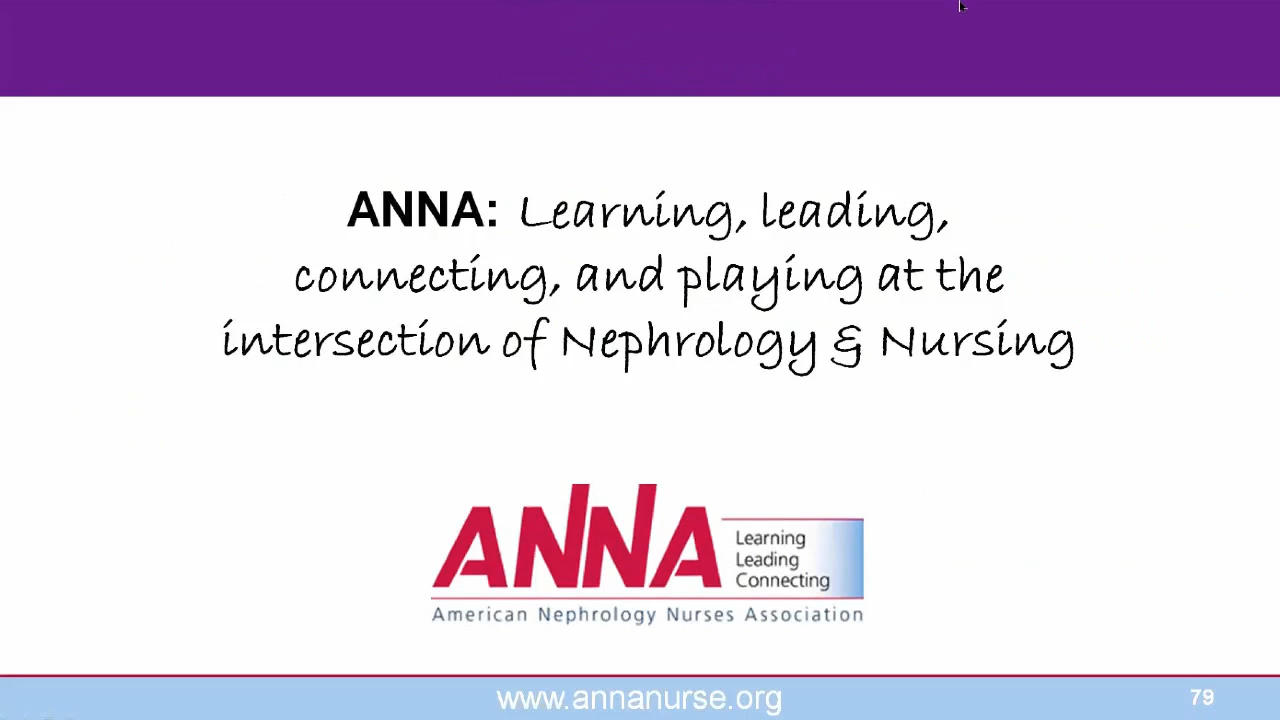 ANNA: Learning, leading,
connecting, and playing at the
intersection of Nephrology & Nursing
ANNA
Learning
Leading
Connecting
American Nephrology Nurses Association
www.annanurse.org
79